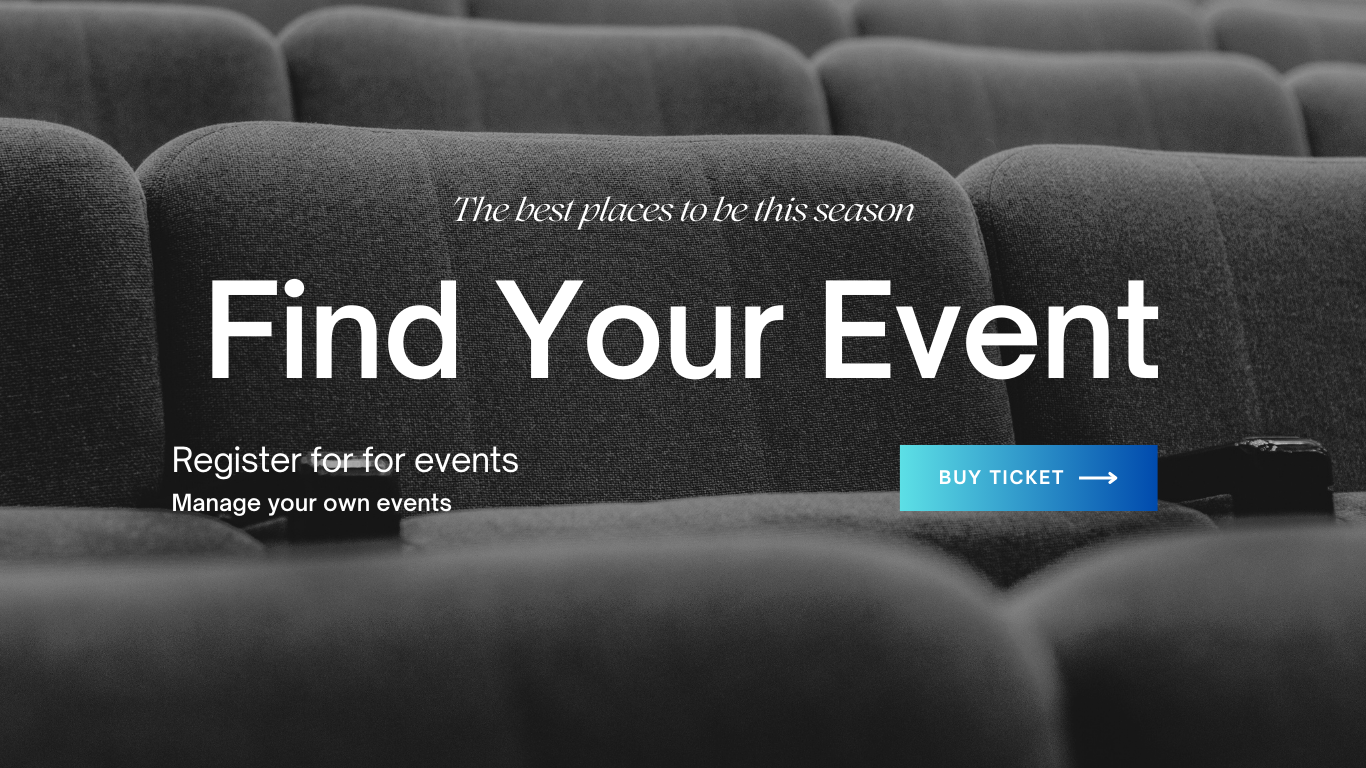 The best places to be this season
Find Your Event
Register for for events
Manage your own events
BUY TICKET